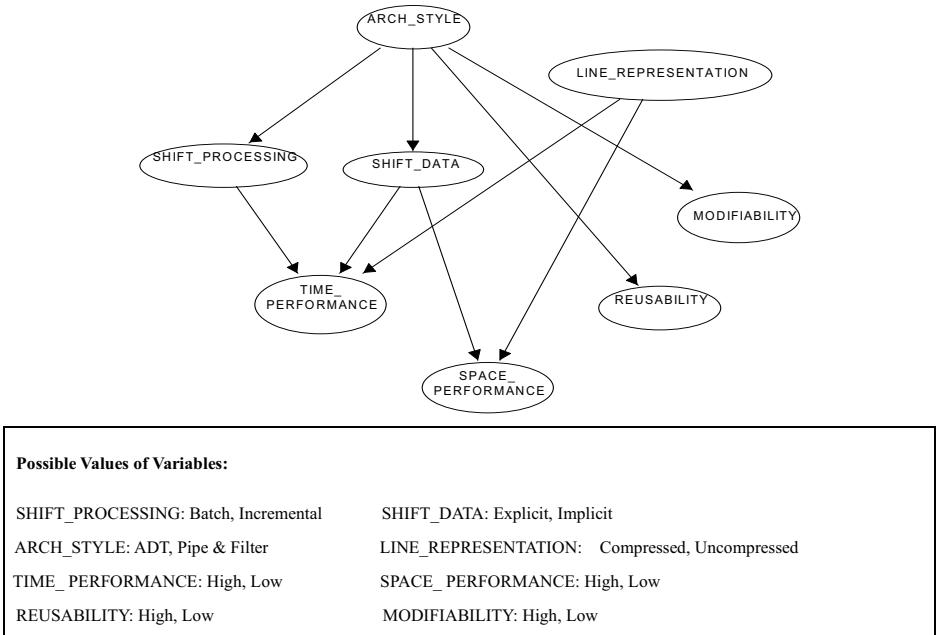 ARCH_STYLE
LINE_REPRESENTATION
SHIFT_PROCESSING
SHIFT_DATA
MODIFIABILITY
TIME_
PERFORMANCE
REUSABILITY
SPACE_
PERFORMANCE
Possible Values of Variables:
SHIFT_PROCESSING: Batch, Incremental SHIFT_DATA: Explicit, Implicit
ARCH_STYLE: ADT, Pipe & Filter LINE_REPRESENTATION: Compressed, Uncompressed
TIME_ PERFORMANCE: High, Low SPACE_ PERFORMANCE: High, Low
REUSABILITY: High, Low MODIFIABILITY: High, Low